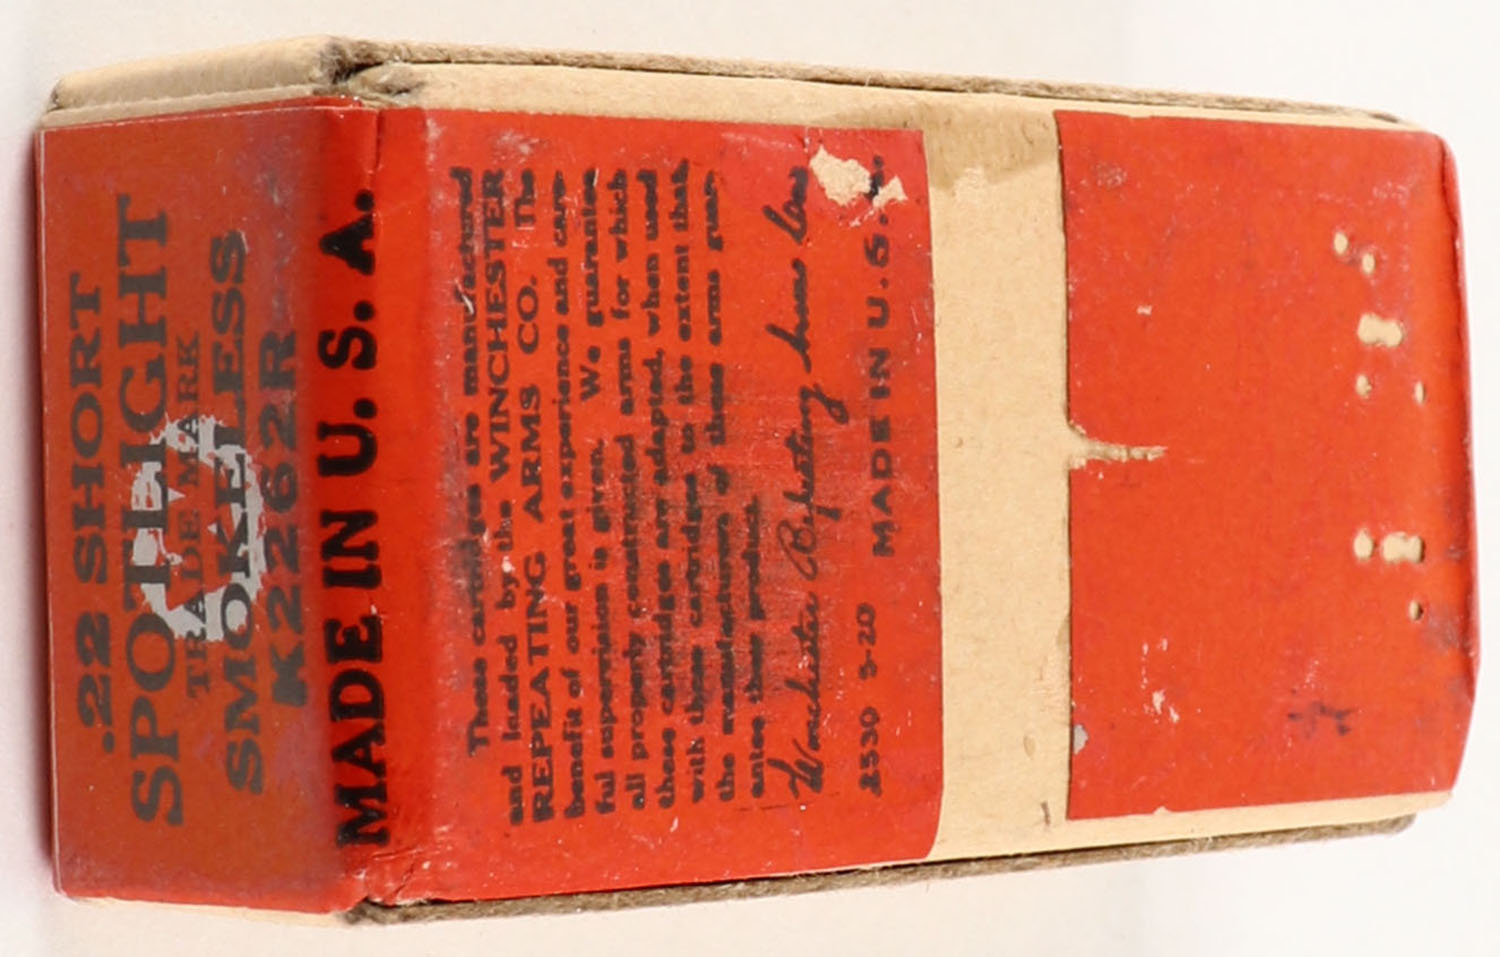 .22 SHORT
SPOTLIGHT
TRADE MARK
SMOKELESS
K2262R
MADE IN U. S. A.
These cartridges are manufactured
and loaded by the WINCHESTER
REPEATING ARMS CO. The
benefit of our great experience and care-
ful supervision is given. We guarantee
all properly constructed arms for which
these cartridges are adapted, when used
with these cartridges to the extent that
the manufacturers of these arms guar-
antee their product.
Winchester Repeating Arms
MADE IN U.S.
2530 9-20